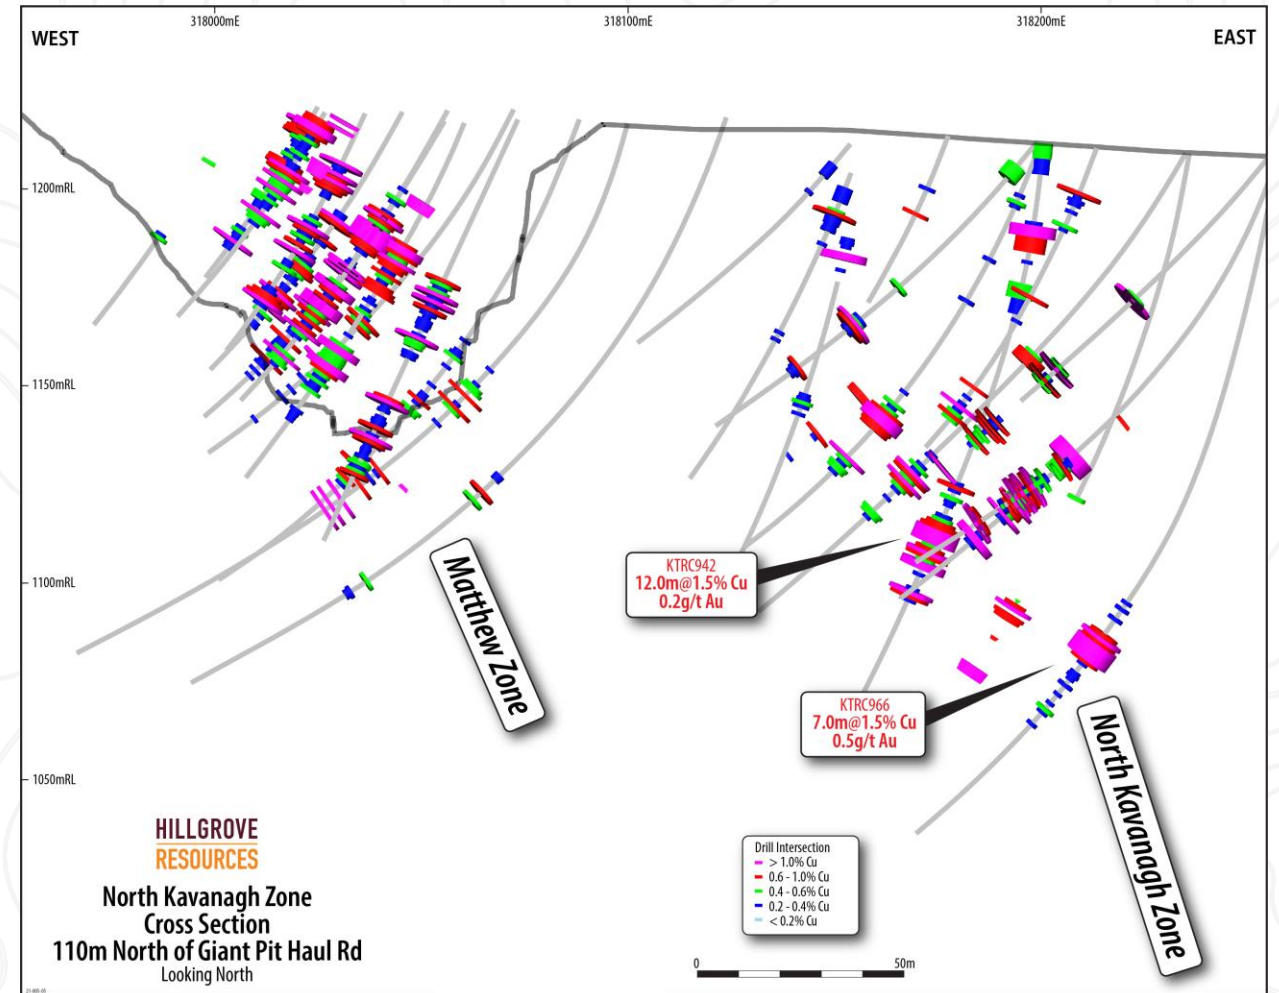 318000mE
318100mE
318200mE
WEST
EAST
1200mRL
1150mRL
1100mRL
1050mRL
Matthew Zone
KTRC942
12.0m@1.5% Cu
0.2g/t Au
KTRC966
7.0m@1.5% Cu
0.5g/t Au
North Kavanagh Zone
HILLGROVE
RESOURCES
North Kavanagh Zone
Cross Section
110m North of Giant Pit Haul Rd
Looking North
Drill Intersection
> 1.0% Cu
0.6 - 1.0% Cu
0.4 - 0.6% Cu
0.2 - 0.4% Cu
< 0.2% Cu
0
50m